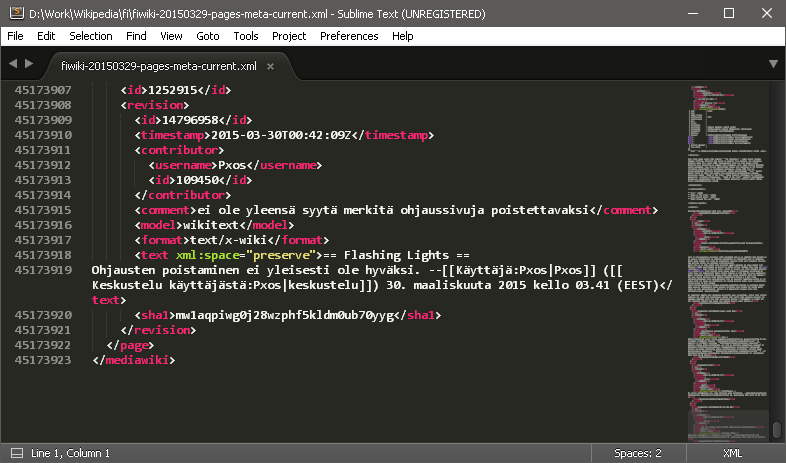 D:\Work\Wikipedia\fi\fiwiki-20150329-pages-meta-current.xml - Sublime Text (UNREGISTERED)
File Edit Selection Find View Goto Tools Project Preferences Help
fiwiki-20150329-pages-meta-current.xml ×
45173907 <id>1252915</id>
45173908 <revision>
45173909 <id>14796958</id>
45173910 <timestamp>2015-03-30T00:42:09Z</timestamp>
45173911 <contributor>
45173912 <username>Pxos</username>
45173913 <id>109450</id>
45173914 </contributor>
45173915 <comment>ei ole yleensä syytä merkitä ohjaussivuja poistettavaksi</comment>
45173916 <model>wikitext</model>
45173917 <format>text/x-wiki</format>
45173918 <text xml:space="preserve">== Flashing Lights ==
45173919 Ohjausten poistaminen ei yleisesti ole hyväksi. --[[Käyttäjä:Pxos|Pxos]] ([[
Keskustelu käyttäjästä:Pxos|keskustelu]]) 30. maaliskuuta 2015 kello 03.41 (EEST)</
text>
45173920 <sha1>mw1aqpiwg0j28wzphf5kldm0ub70yyg</sha1>
45173921 </revision>
45173922 </page>
45173923 </mediawiki>
Line 1, Column 1 Spaces: 2 XML